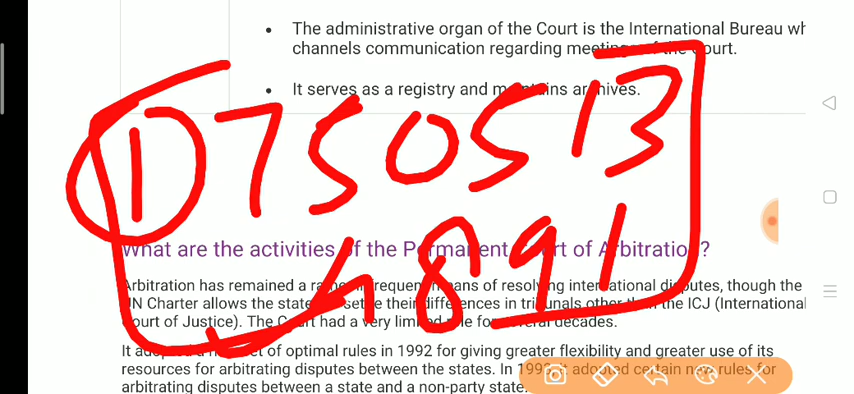 • The administrative organ of the Court is the International Bureau wh
channels communication regarding meetings of the Court.
• It serves as a registry and maintains archives.
1750513
4891
What are the activities of the Permanent Court of Arbitration?
Arbitration has remained a rather infrequent means of resolving international disputes, though the
UN Charter allows the states to settle their differences in tribunals other than the ICJ (International
Court of Justice). The Court had a very limited role for several decades.
It adopted a new set of optimal rules in 1992 for giving greater flexibility and greater use of its
resources for arbitrating disputes between the states. In 1993, it adopted certain new rules for
arbitrating disputes between a state and a non-party state.